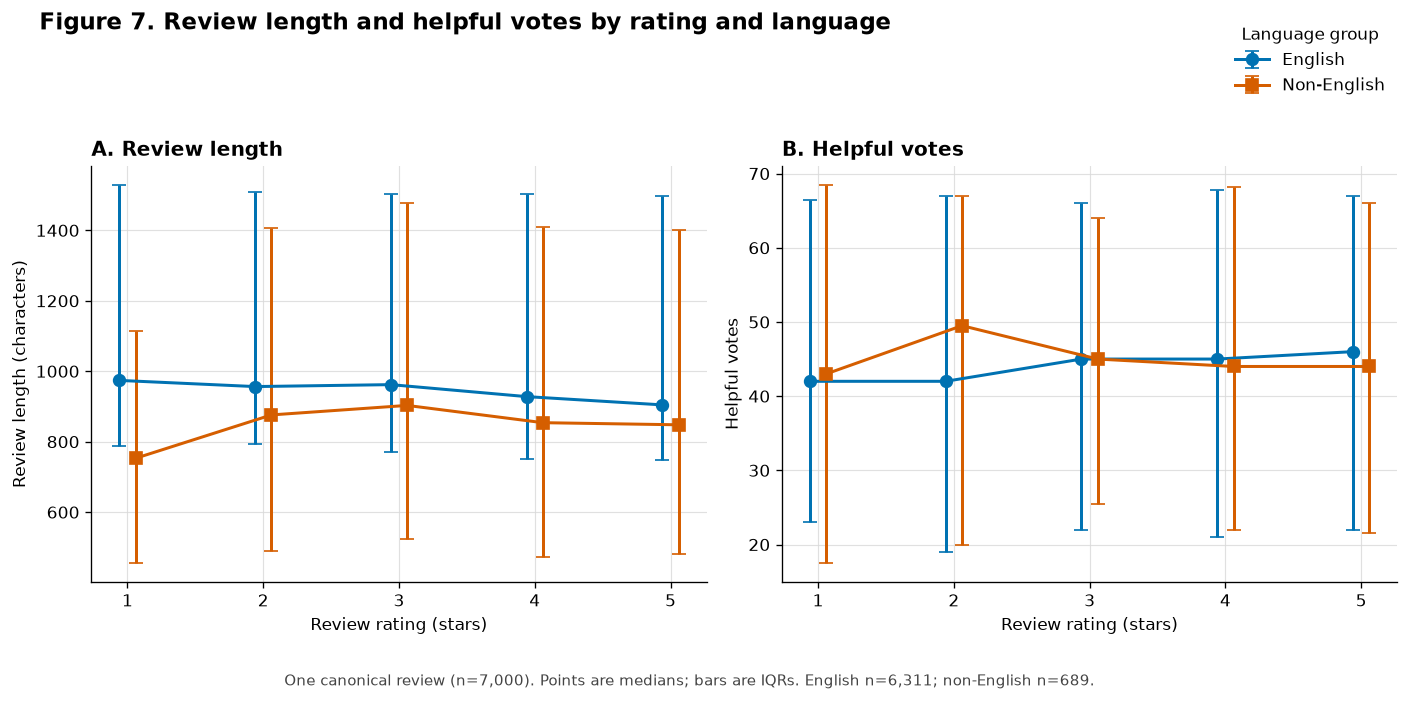 Figure 7. Review length and helpful votes by rating and language
Language group
English
Non-English
A. Review length
Review length (characters)
1400
1200
1000
800
600
1
2
3
4
5
Review rating (stars)
B. Helpful votes
Helpful votes
70
60
50
40
30
20
1
2
3
4
5
Review rating (stars)
One canonical review (n=7,000). Points are medians; bars are IQRs. English n=6,311; non-English n=689.